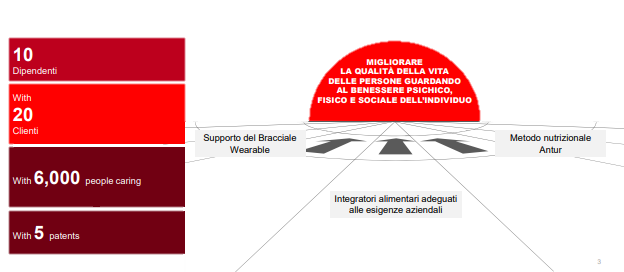 10
Dipendenti
With
20
Clienti
With 6,000 people caring
With 5 patents
MIGLIORARE
LA QUALITÀ DELLA VITA
DELLE PERSONE GUARDANDO
AL BENESSERE PSICHICO,
FISICO E SOCIALE DELL'INDIVIDUO
Supporto del Bracciale
Wearable
Metodo nutrizionale
Antur
Integratori alimentari adeguati
alle esigenze aziendali
3